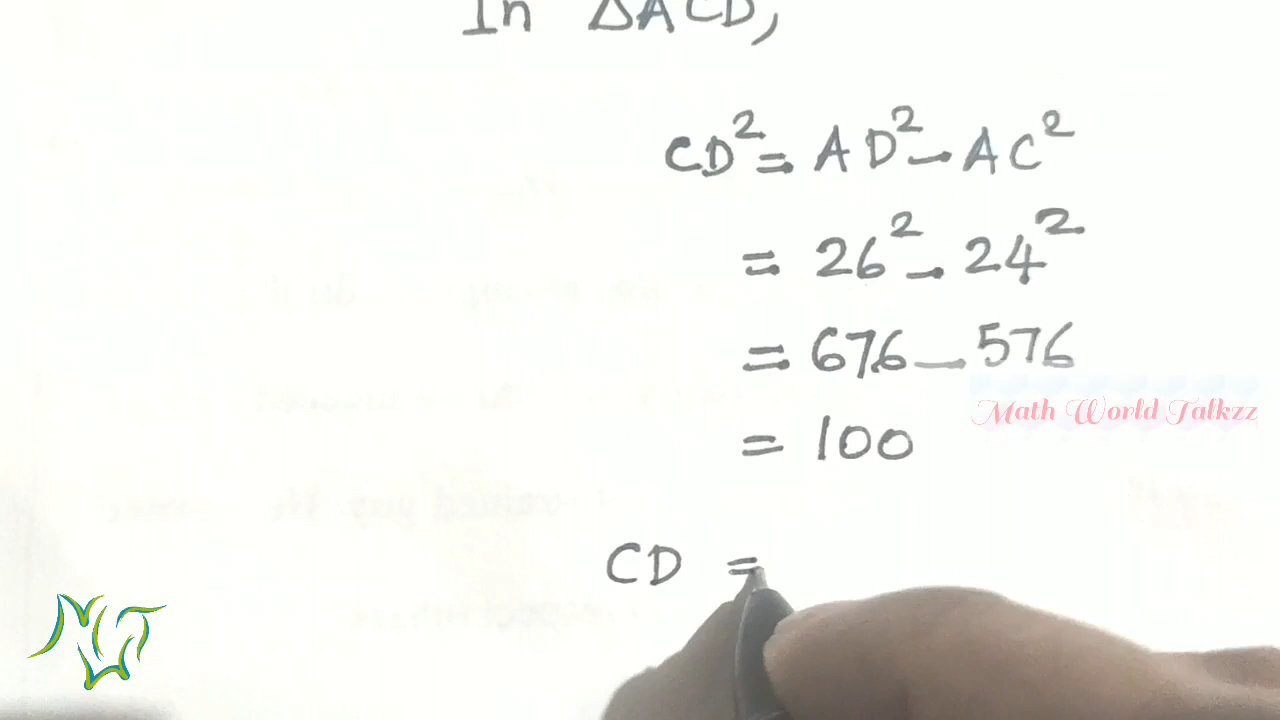 In ΔACD,
CD² = AD² - AC²
= 26² - 24²
= 676 - 576
Math World Talkzz
= 100
CD =